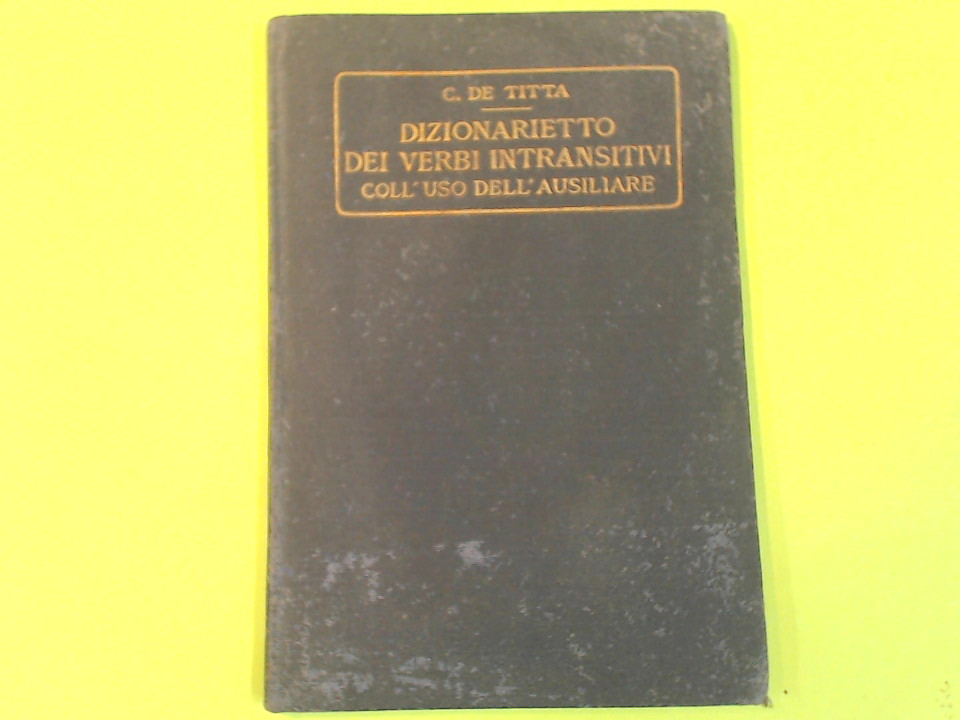 C. DE TITTA
DIZIONARIETTO
DEI VERBI INTRANSITIVI
COLL'USO DELL'AUSILIARE